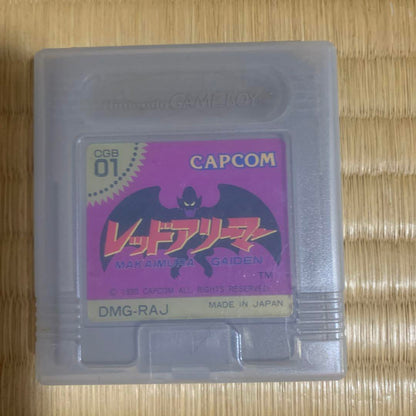 Nintendo GAME BOY
CGB
01
CAPCOM
レッドアリーマー
MAKAIMURA GAIDEN
TM
© 1990 CAPCOM ALL RIGHTS RESERVED.
DMG-RAJ
MADE IN JAPAN